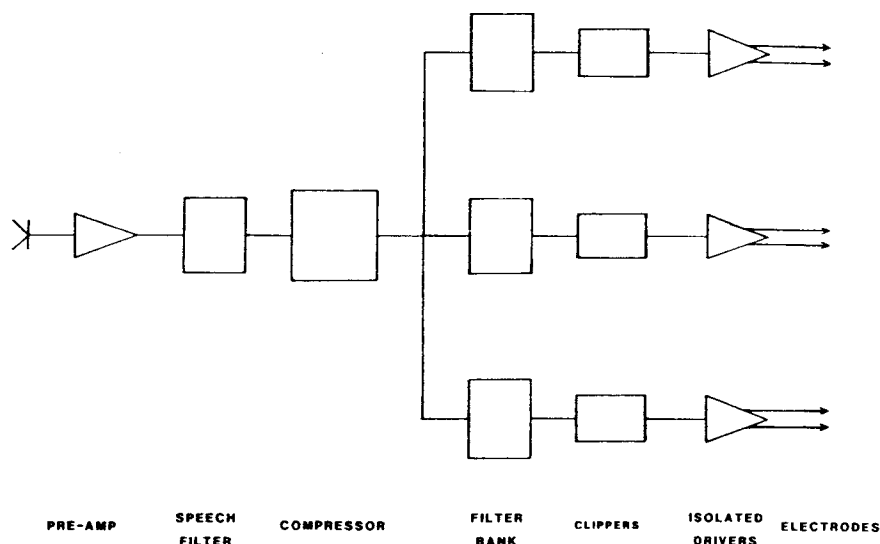 PRE-AMP SPEECH FILTER COMPRESSOR FILTER BANK CLIPPERS ISOLATED DRIVERS ELECTRODES